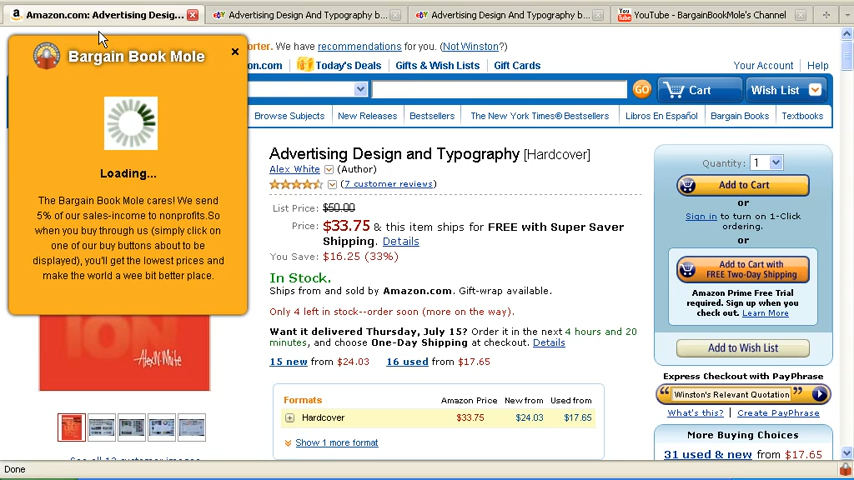 Amazon.com: Advertising Desig...
Advertising Design And Typography b...
Advertising Design And Typography b...
YouTube - BargainBookMole's Channel
orter. We have recommendations for you. (Not Winston?)
on.com Today's Deals Gifts & Wish Lists Gift Cards
Your Account Help
GO Cart Wish List
Browse Subjects New Releases Bestsellers The New York Times® Bestsellers Libros En Español Bargain Books Textbooks
Bargain Book Mole
Loading...
The Bargain Book Mole cares! We send
5% of our sales-income to nonprofits.So
when you buy through us (simply click on
one of our buy buttons about to be
displayed), you'll get the lowest prices and
make the world a wee bit better place.
ION
Alex W. White
Advertising Design and Typography [Hardcover]
Alex White (Author)
(7 customer reviews)
List Price: $50.00
Price: $33.75 & this item ships for FREE with Super Saver
Shipping. Details
You Save: $16.25 (33%)
In Stock.
Ships from and sold by Amazon.com. Gift-wrap available.
Only 4 left in stock--order soon (more on the way).
Want it delivered Thursday, July 15? Order it in the next 4 hours and 20
minutes, and choose One-Day Shipping at checkout. Details
15 new from $24.03 16 used from $17.65
Formats Amazon Price New from Used from
Hardcover $33.75 $24.03 $17.65
Show 1 more format
Quantity: 1
Add to Cart
or
Sign in to turn on 1-Click
ordering.
or
Add to Cart with
FREE Two-Day Shipping
Amazon Prime Free Trial
required. Sign up when you
check out. Learn More
Add to Wish List
Express Checkout with PayPhrase
Winston's Relevant Quotation
What's this? Create PayPhrase
More Buying Choices
31 used & new from $17.65
Done